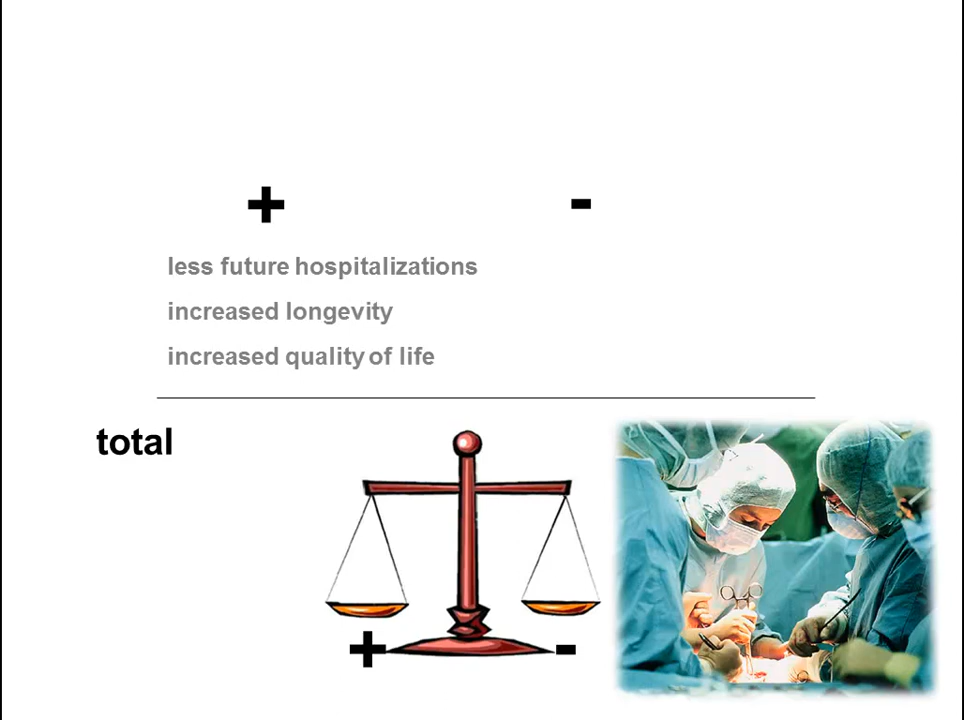 + -
less future hospitalizations
increased longevity
increased quality of life
total
+ -